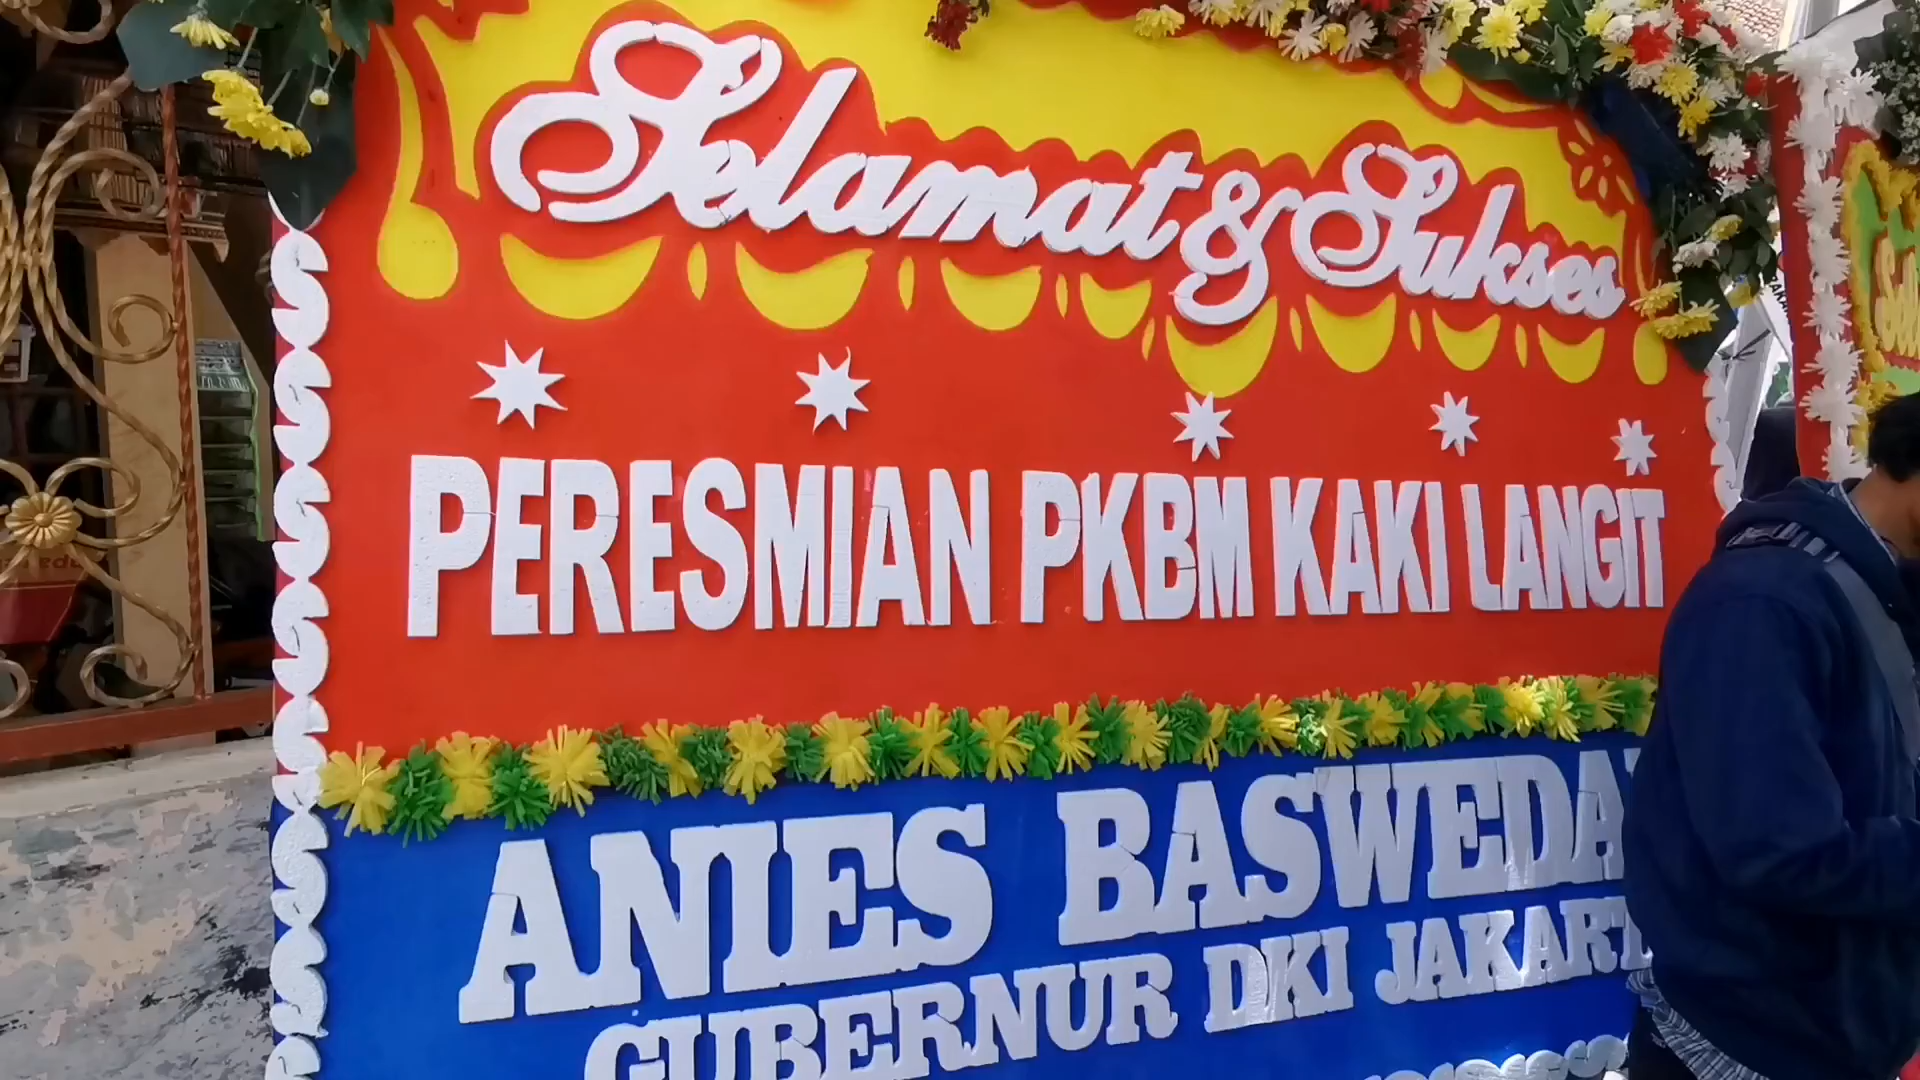 Selamat & Sukses
PERESMIAN PKBM KAKI LANGIT
ANIES BASWEDA
GUBERNUR DKI JAKART